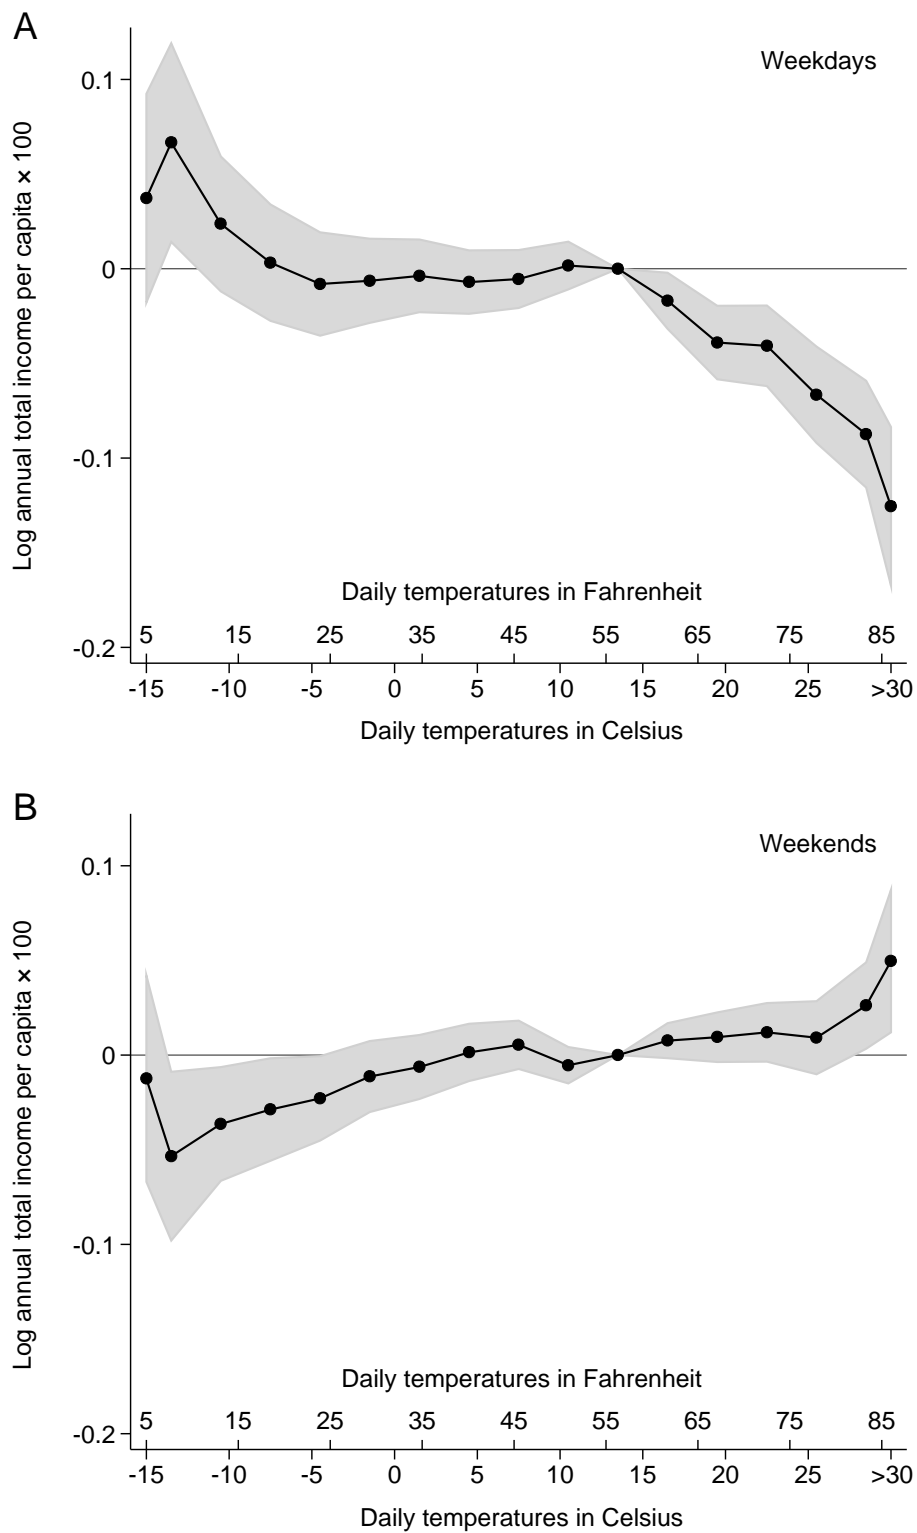 A
Weekdays
Log annual total income per capita × 100
0.1
0
-0.1
-0.2
Daily temperatures in Fahrenheit
5 15 25 35 45 55 65 75 85
-15 -10 -5 0 5 10 15 20 25 >30
Daily temperatures in Celsius
B
Weekends
Log annual total income per capita × 100
0.1
0
-0.1
-0.2
Daily temperatures in Fahrenheit
5 15 25 35 45 55 65 75 85
-15 -10 -5 0 5 10 15 20 25 >30
Daily temperatures in Celsius